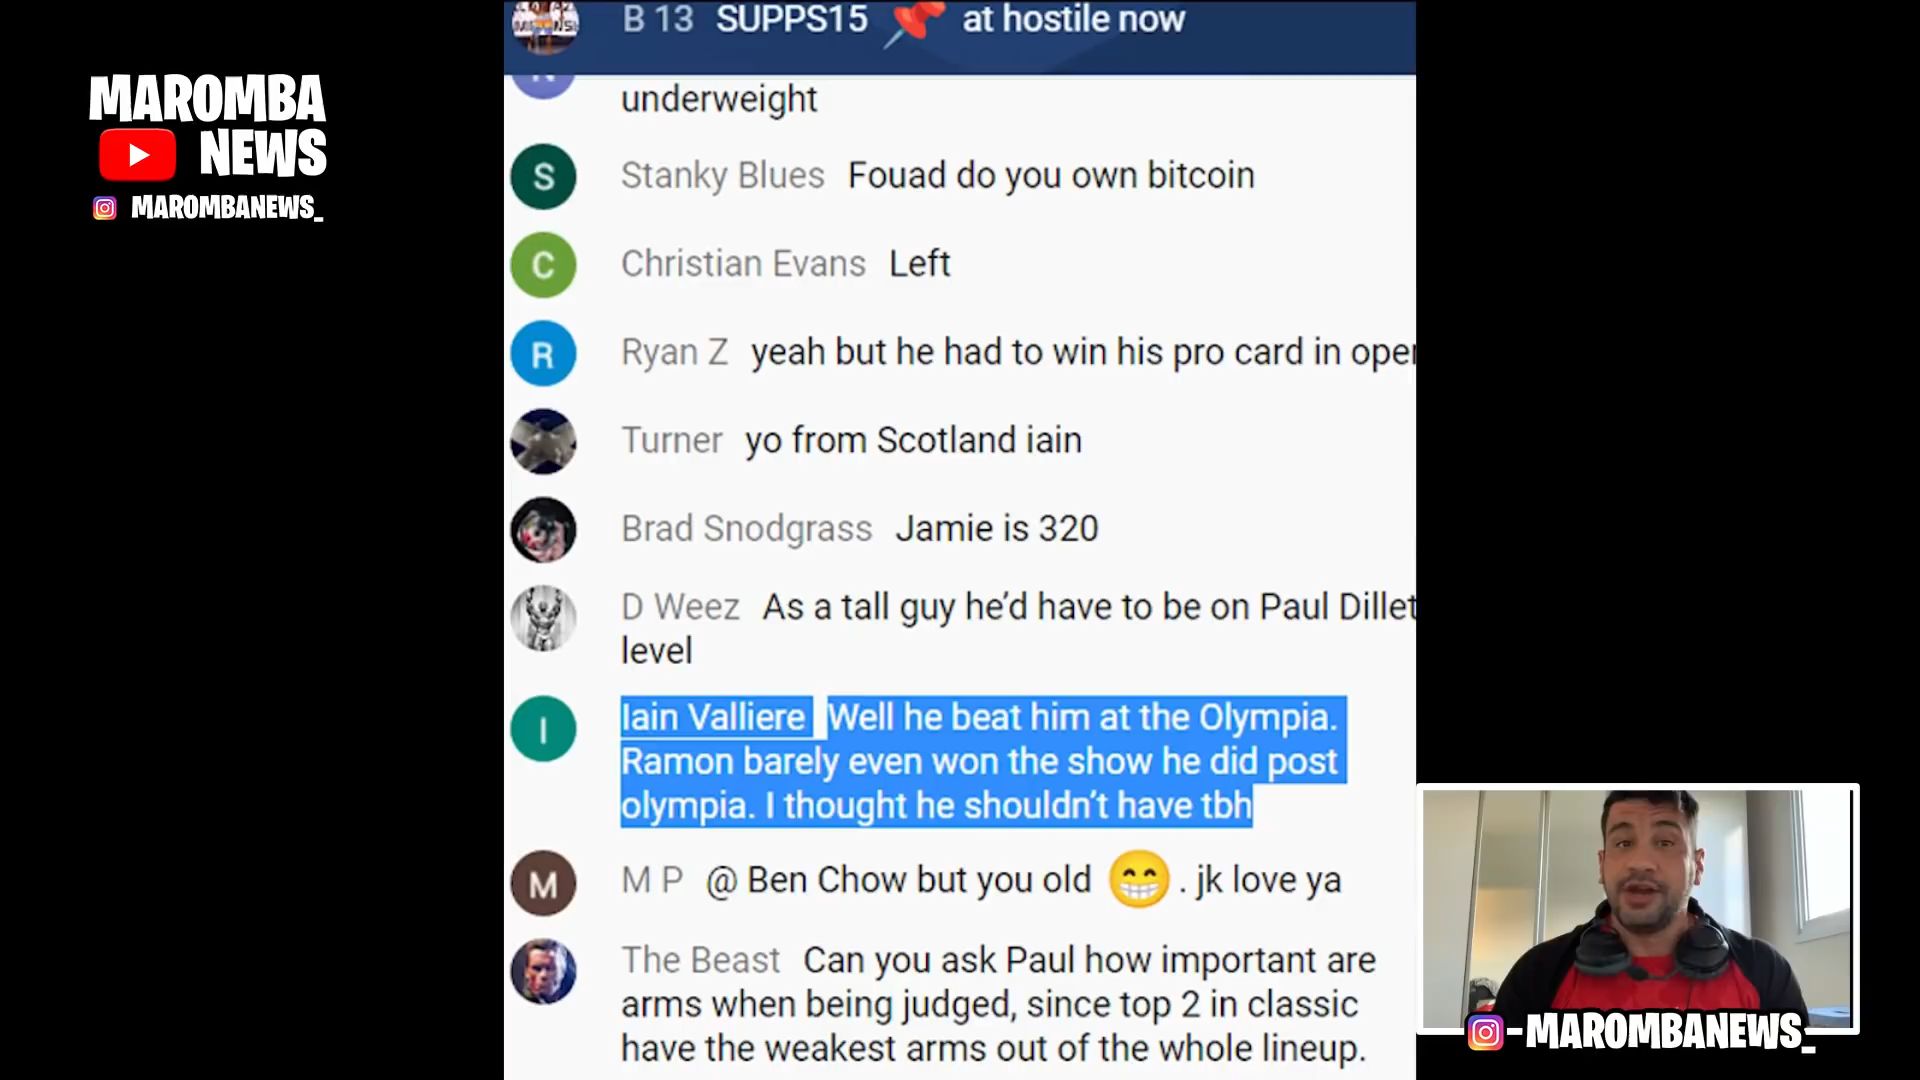 MAROMBA
NEWS
MAROMBANEWS_
B 13 SUPPS15 at hostile now
underweight
S Stanky Blues Fouad do you own bitcoin
C Christian Evans Left
R Ryan Z yeah but he had to win his pro card in
Turner yo from Scotland iain
Brad Snodgrass Jamie is 320
D Weez As a tall guy he’d have to be on Paul Dillet
level
I Iain Valliere Well he beat him at the Olympia.
Ramon barely even won the show he did post
olympia. I thought he shouldn’t have tbh
M M P @ Ben Chow but you old 😁 . jk love ya
The Beast Can you ask Paul how important are
arms when being judged, since top 2 in classic
have the weakest arms out of the whole lineup.
MAROMBANEWS_